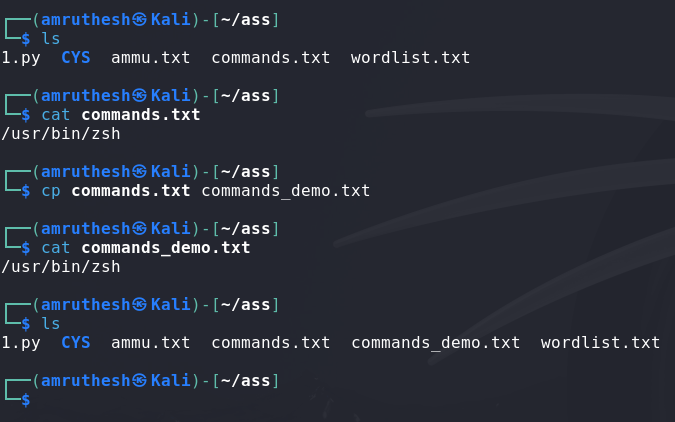 ┌──(amruthesh㉿Kali)-[~/ass]
└─$ ls
1.py  CYS  ammu.txt  commands.txt  wordlist.txt
┌──(amruthesh㉿Kali)-[~/ass]
└─$ cat commands.txt
/usr/bin/zsh
┌──(amruthesh㉿Kali)-[~/ass]
└─$ cp commands.txt commands_demo.txt
┌──(amruthesh㉿Kali)-[~/ass]
└─$ cat commands_demo.txt
/usr/bin/zsh
┌──(amruthesh㉿Kali)-[~/ass]
└─$ ls
1.py  CYS  ammu.txt  commands.txt  commands_demo.txt  wordlist.txt
┌──(amruthesh㉿Kali)-[~/ass]
└─$